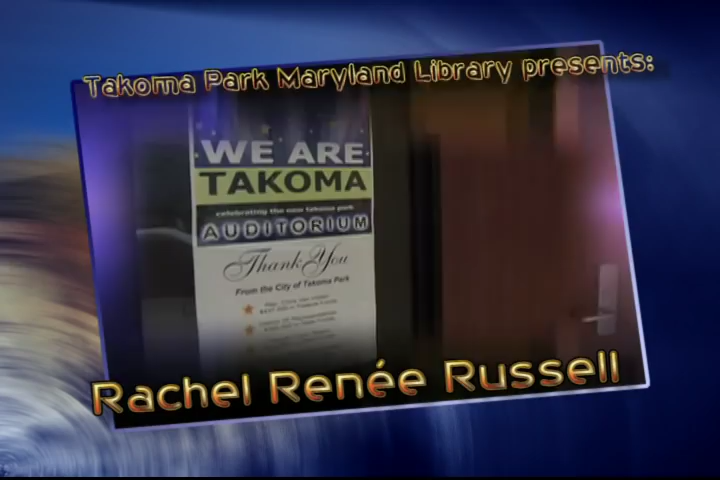 Takoma Park Maryland Library presents:
WE ARE
TAKOMA
celebrating the new takoma park
AUDITORIUM
Thank You
From the City of Takoma Park
Rachel Renée Russell